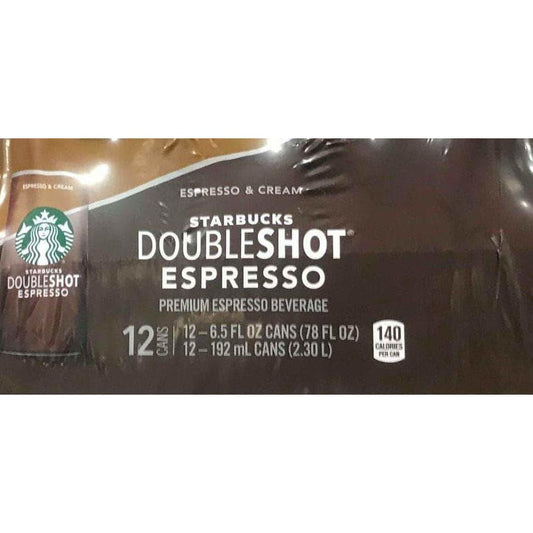 ESPRESSO & CREAM
STARBUCKS
DOUBLESHOT
ESPRESSO
ESPRESSO & CREAM
STARBUCKS
DOUBLESHOT®
ESPRESSO
PREMIUM ESPRESSO BEVERAGE
12 CANS
12 – 6.5 FL OZ CANS (78 FL OZ)
12 – 192 mL CANS (2.30 L)
140
CALORIES
PER CAN